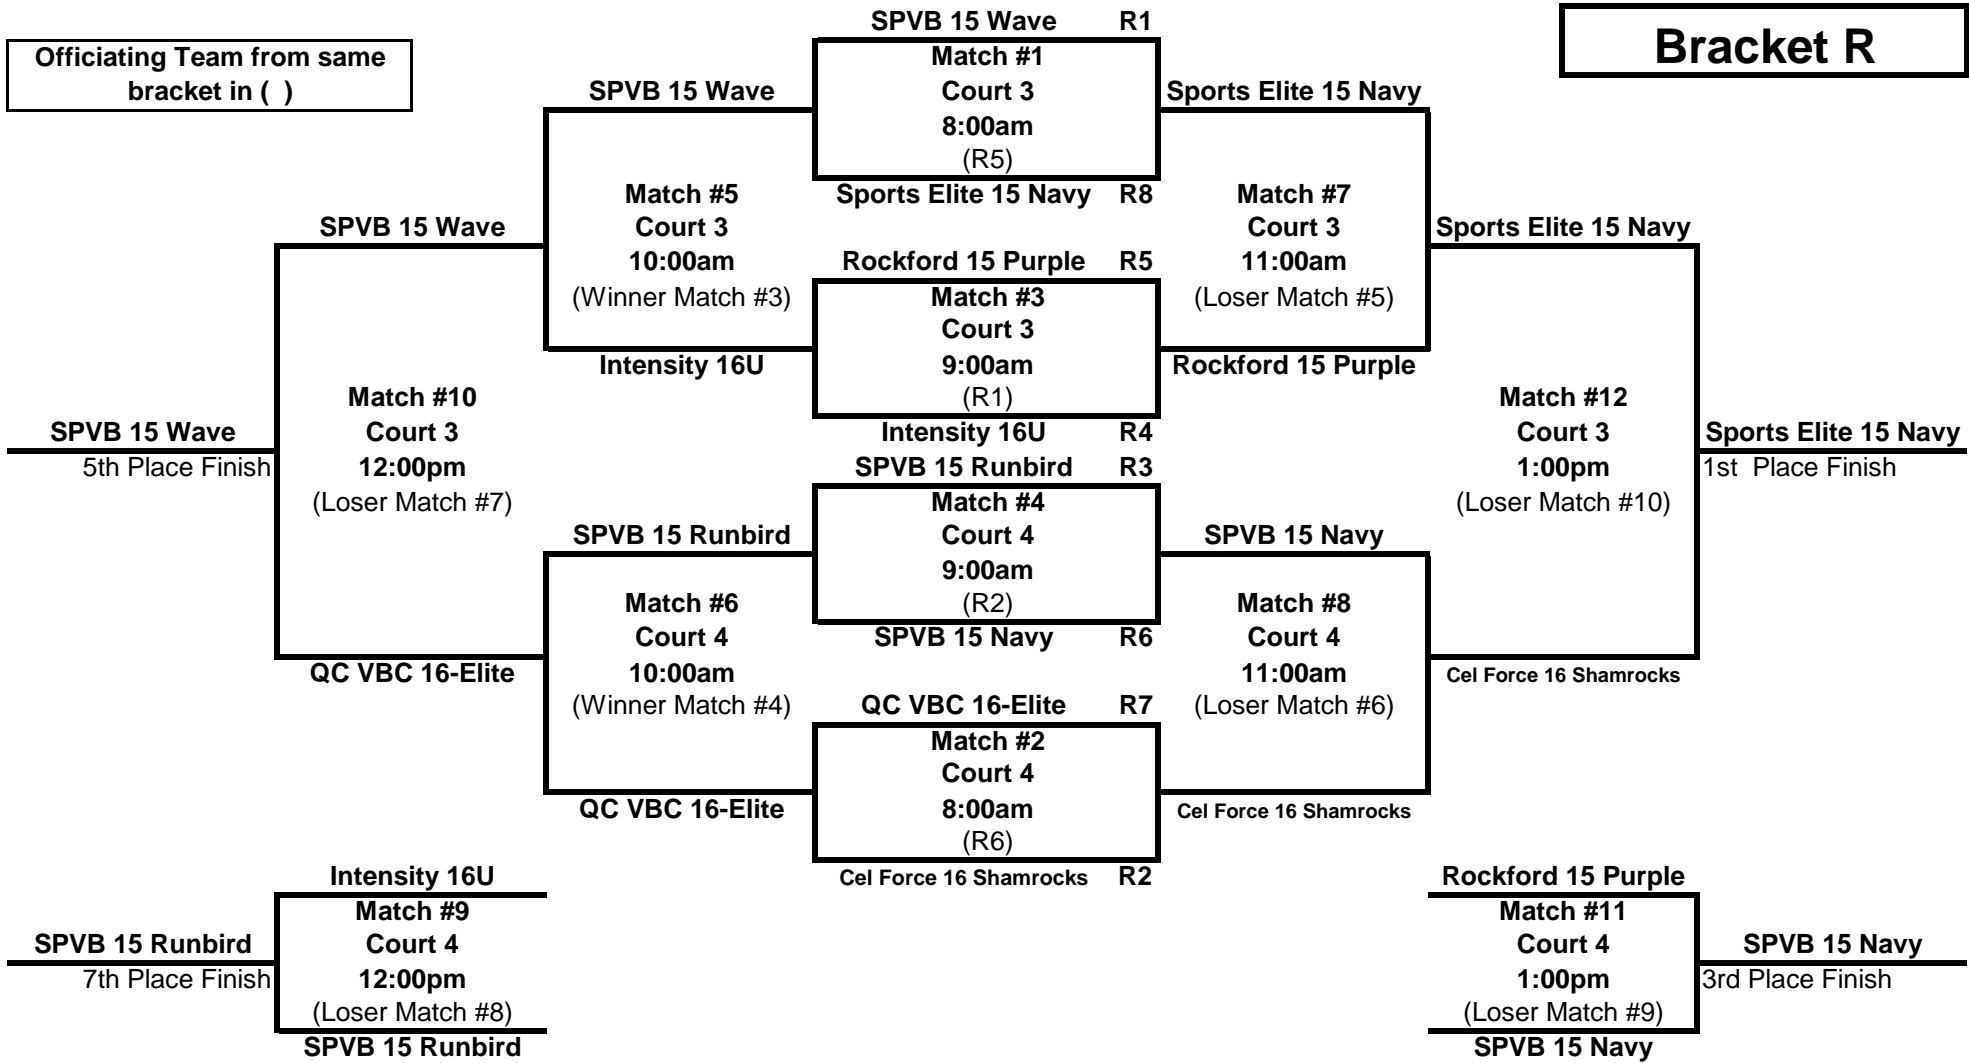 SPVB 15 Wave R1
Bracket R
Officiating Team from same
bracket in ( )
Match #1
Court 3
8:00am
(R5)
Sports Elite 15 Navy R8
SPVB 15 Wave
Sports Elite 15 Navy
Match #5
Court 3
10:00am
(Winner Match #3)
Match #7
Court 3
11:00am
(Loser Match #5)
SPVB 15 Wave
Sports Elite 15 Navy
Rockford 15 Purple R5
Match #3
Court 3
9:00am
(R1)
Intensity 16U R4
Intensity 16U
Rockford 15 Purple
Match #10
Court 3
12:00pm
(Loser Match #7)
Match #12
Court 3
1:00pm
(Loser Match #10)
SPVB 15 Wave
5th Place Finish
Sports Elite 15 Navy
1st Place Finish
SPVB 15 Runbird R3
Match #4
Court 4
9:00am
(R2)
SPVB 15 Navy R6
SPVB 15 Runbird
SPVB 15 Navy
Match #6
Court 4
10:00am
(Winner Match #4)
Match #8
Court 4
11:00am
(Loser Match #6)
QC VBC 16-Elite
Cel Force 16 Shamrocks
QC VBC 16-Elite R7
Match #2
Court 4
8:00am
(R6)
Cel Force 16 Shamrocks R2
QC VBC 16-Elite
Cel Force 16 Shamrocks
Intensity 16U
Match #9
Court 4
12:00pm
(Loser Match #8)
SPVB 15 Runbird
SPVB 15 Runbird
7th Place Finish
Rockford 15 Purple
Match #11
Court 4
1:00pm
(Loser Match #9)
SPVB 15 Navy
SPVB 15 Navy
3rd Place Finish